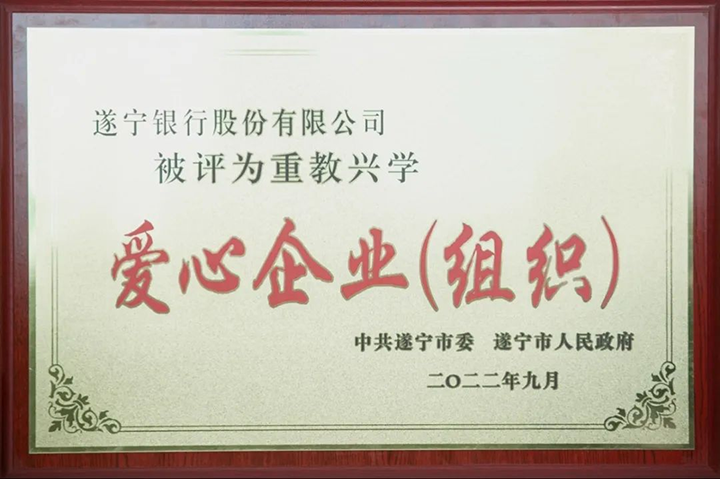 遂宁银行股份有限公司
被评为重教兴学
爱心企业(组织)
中共遂宁市委 遂宁市人民政府
二〇二二年九月